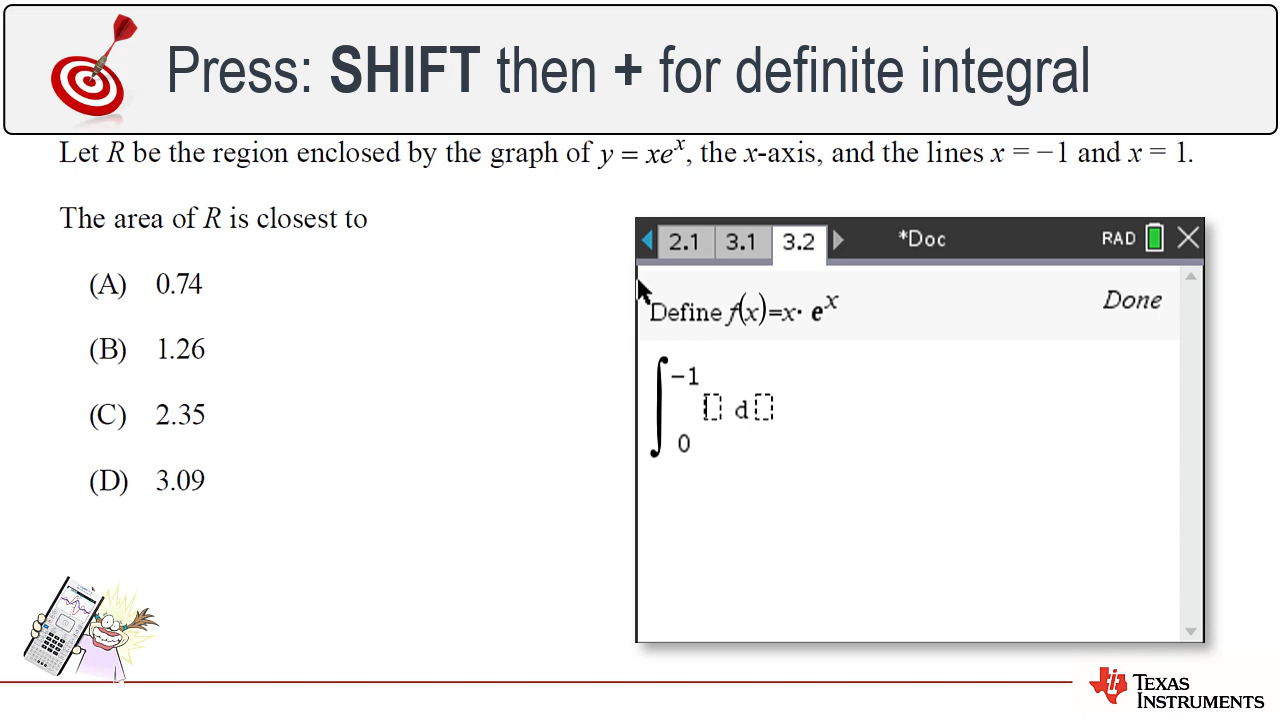 Press: SHIFT then + for definite integral
Let R be the region enclosed by the graph of y = xeˣ, the x-axis, and the lines x = −1 and x = 1.
The area of R is closest to
(A) 0.74
(B) 1.26
(C) 2.35
(D) 3.09
2.1 3.1 3.2 *Doc RAD
Define f(x)=x· eˣ Done
∫ −1
d
0
TEXAS
INSTRUMENTS